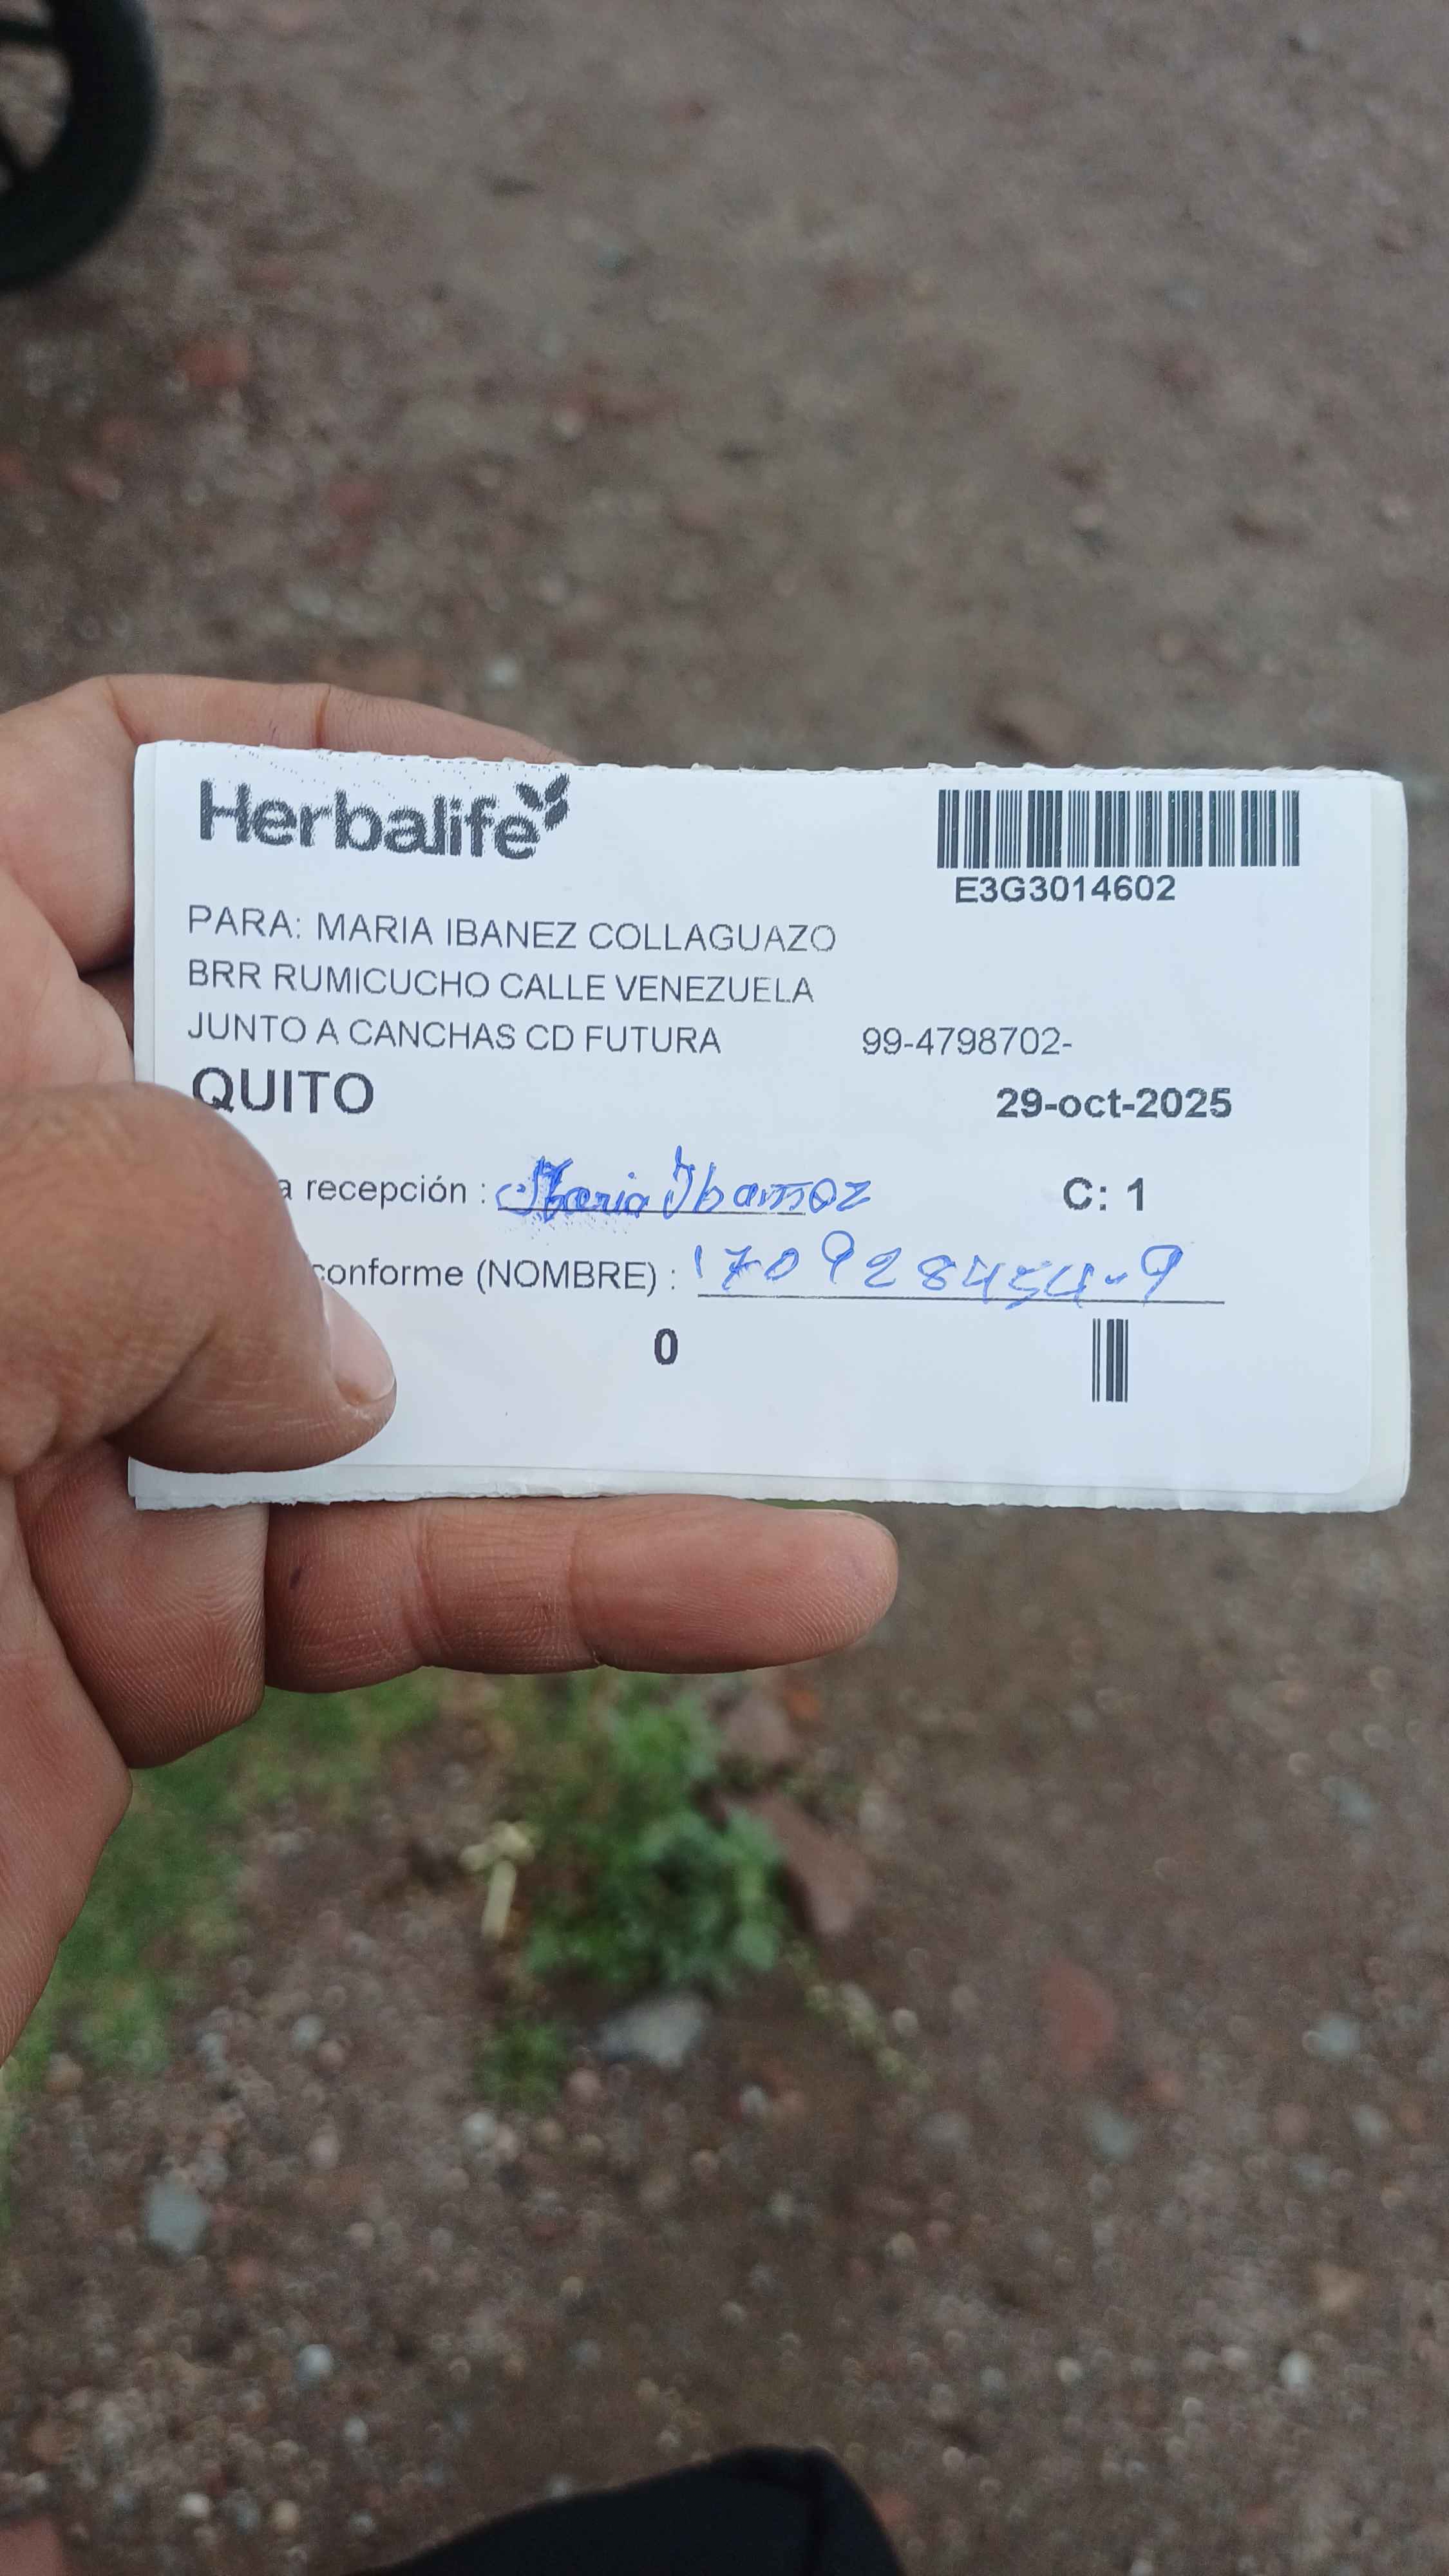 Herbalife
E3G3014602
PARA: MARIA IBANEZ COLLAGUAZO
BRR RUMICUCHO CALLE VENEZUELA
JUNTO A CANCHAS CD FUTURA 99-4798702-
QUITO 29-oct-2025
a recepción : Maria Ibanez C: 1
conforme (NOMBRE) : 170928454-9
0